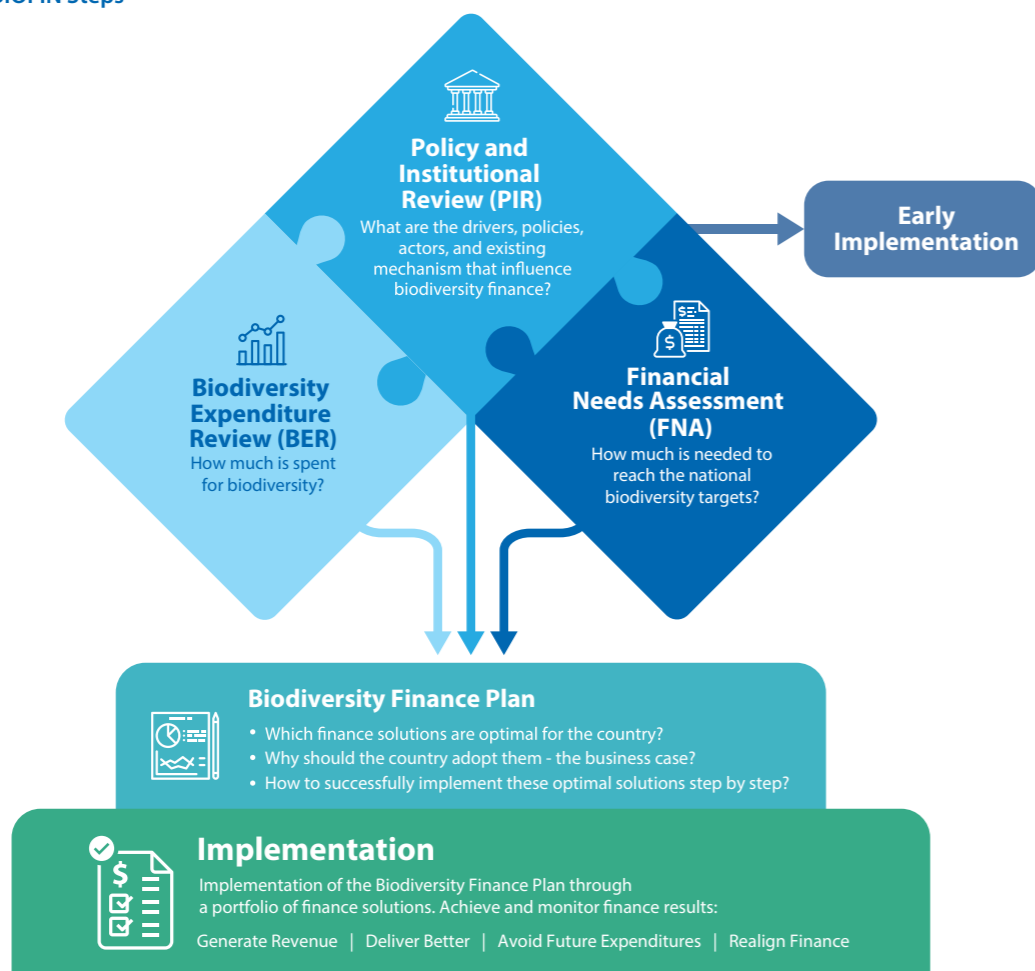 Policy and
Institutional
Review (PIR)
What are the drivers, policies,
actors, and existing
mechanism that influence
biodiversity finance?
Early
Implementation
Biodiversity
Expenditure
Review (BER)
How much is spent
for biodiversity?
$
$
Financial
Needs Assessment
(FNA)
How much is needed to
reach the national
biodiversity targets?
Biodiversity Finance Plan
• Which finance solutions are optimal for the country?
• Why should the country adopt them - the business case?
• How to successfully implement these optimal solutions step by step?
$
Implementation
Implementation of the Biodiversity Finance Plan through
a portfolio of finance solutions. Achieve and monitor finance results:
Generate Revenue | Deliver Better | Avoid Future Expenditures | Realign Finance